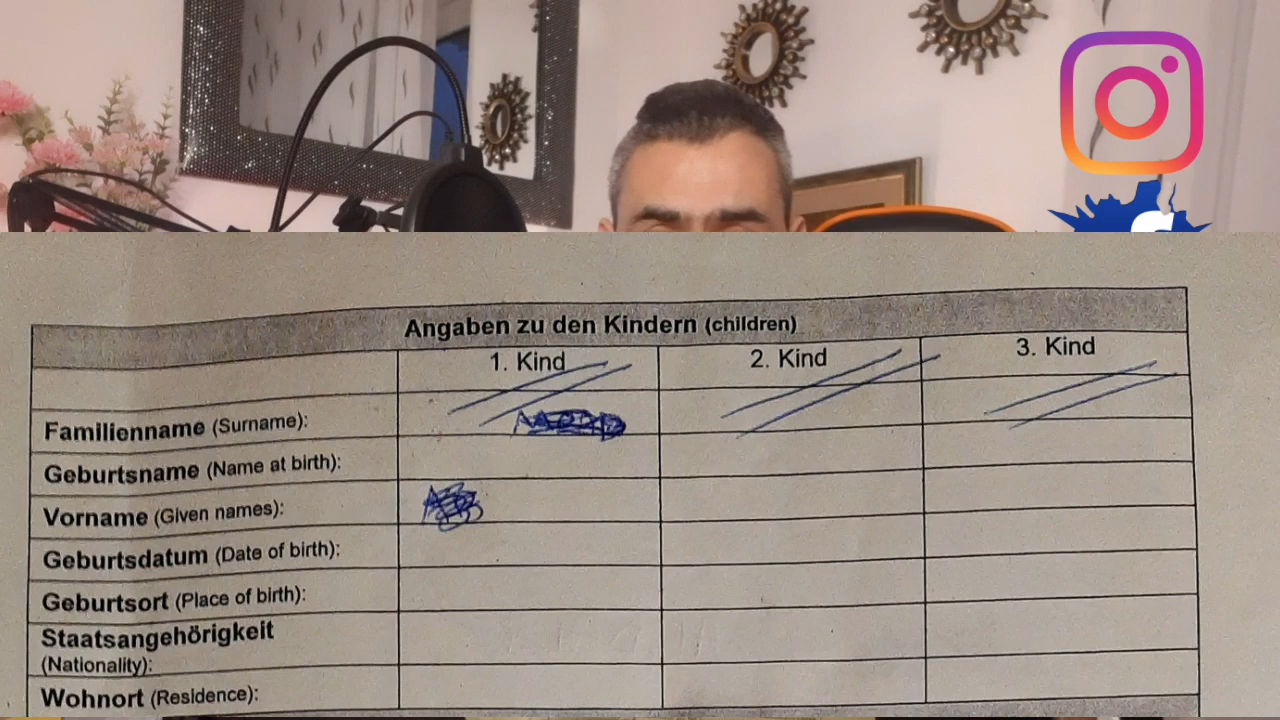 Angaben zu den Kindern (children)
1. Kind 2. Kind 3. Kind
Familienname (Surname):
Geburtsname (Name at birth):
Vorname (Given names):
Geburtsdatum (Date of birth):
Geburtsort (Place of birth):
Staatsangehörigkeit
(Nationality):
Wohnort (Residence):